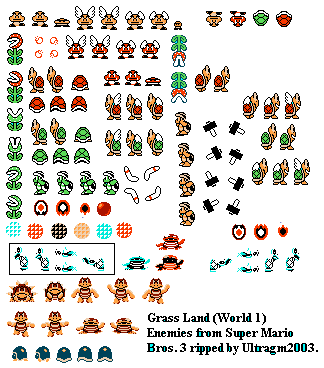 Grass Land (World 1)
Enemies from Super Mario
Bros. 3 ripped by Ultragm2003.